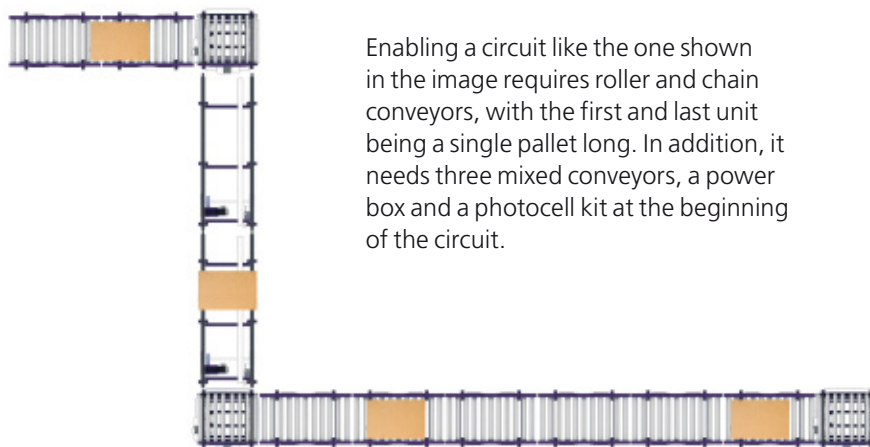 Enabling a circuit like the one shown
in the image requires roller and chain
conveyors, with the first and last unit
being a single pallet long. In addition, it
needs three mixed conveyors, a power
box and a photocell kit at the beginning
of the circuit.